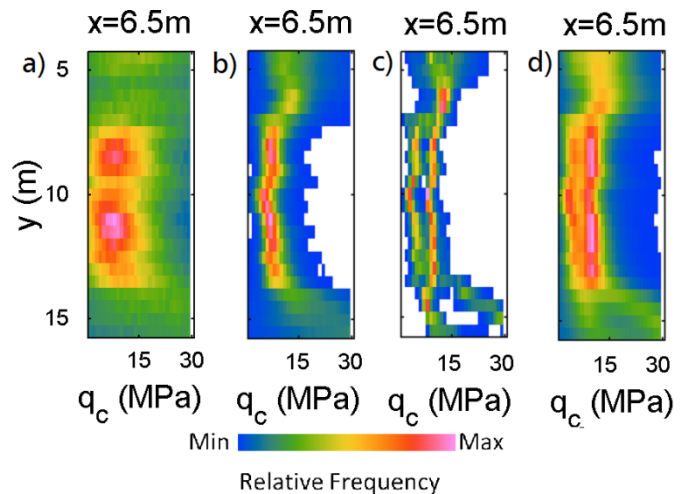 x=6.5m x=6.5m x=6.5m x=6.5m
a) b) c) d)
5
10
15
y (m)
15 30 15 30 15 30 15 30
q_c (MPa) q_c (MPa) q_c (MPa) q_c (MPa)
Min Max
Relative Frequency